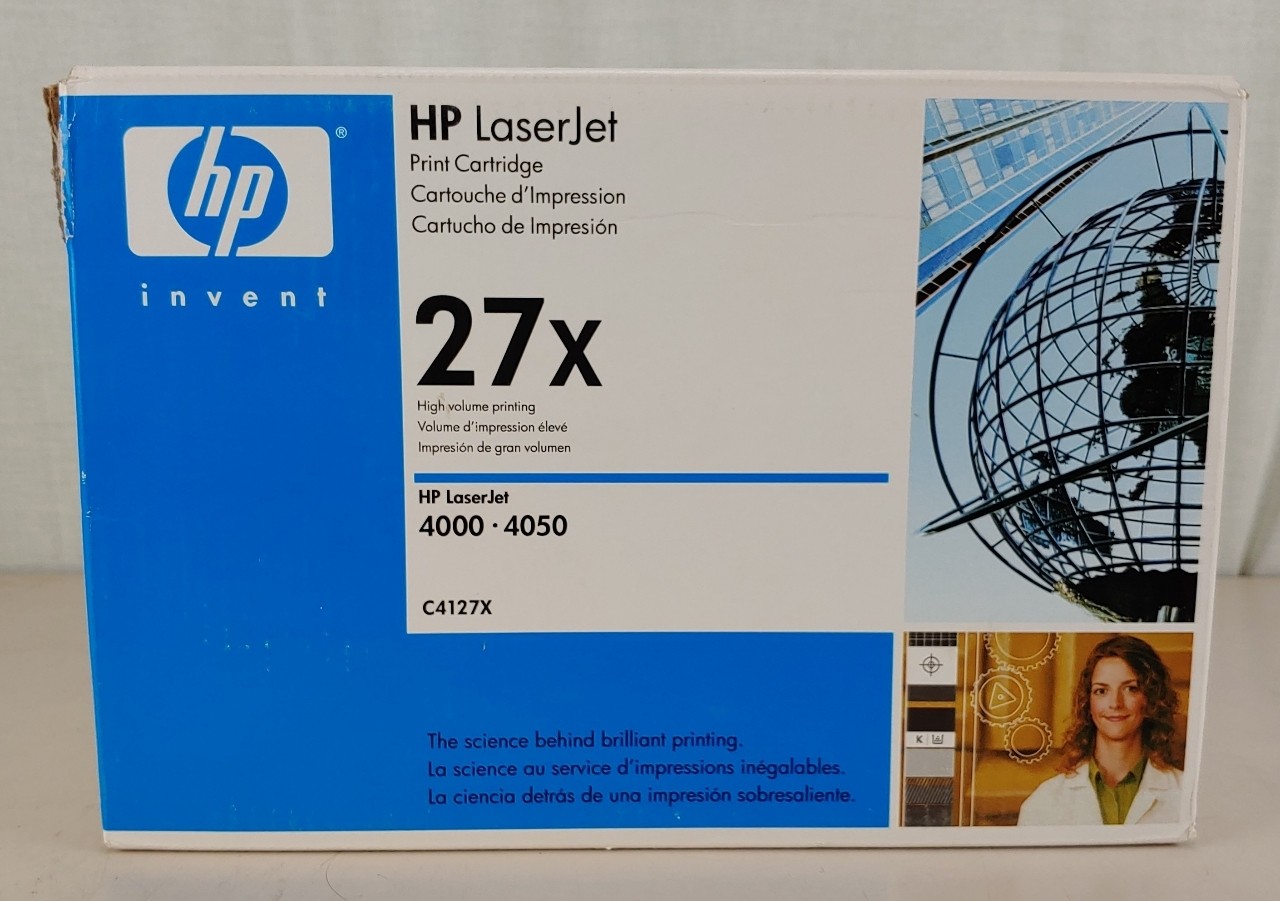 hp
®
invent
HP LaserJet
Print Cartridge
Cartouche d'Impression
Cartucho de Impresión
27x
High volume printing
Volume d'impression élevé
Impresión de gran volumen
HP LaserJet
4000 · 4050
C4127X
The science behind brilliant printing.
La science au service d'impressions inégalables.
La ciencia detrás de una impresión sobresaliente.
K